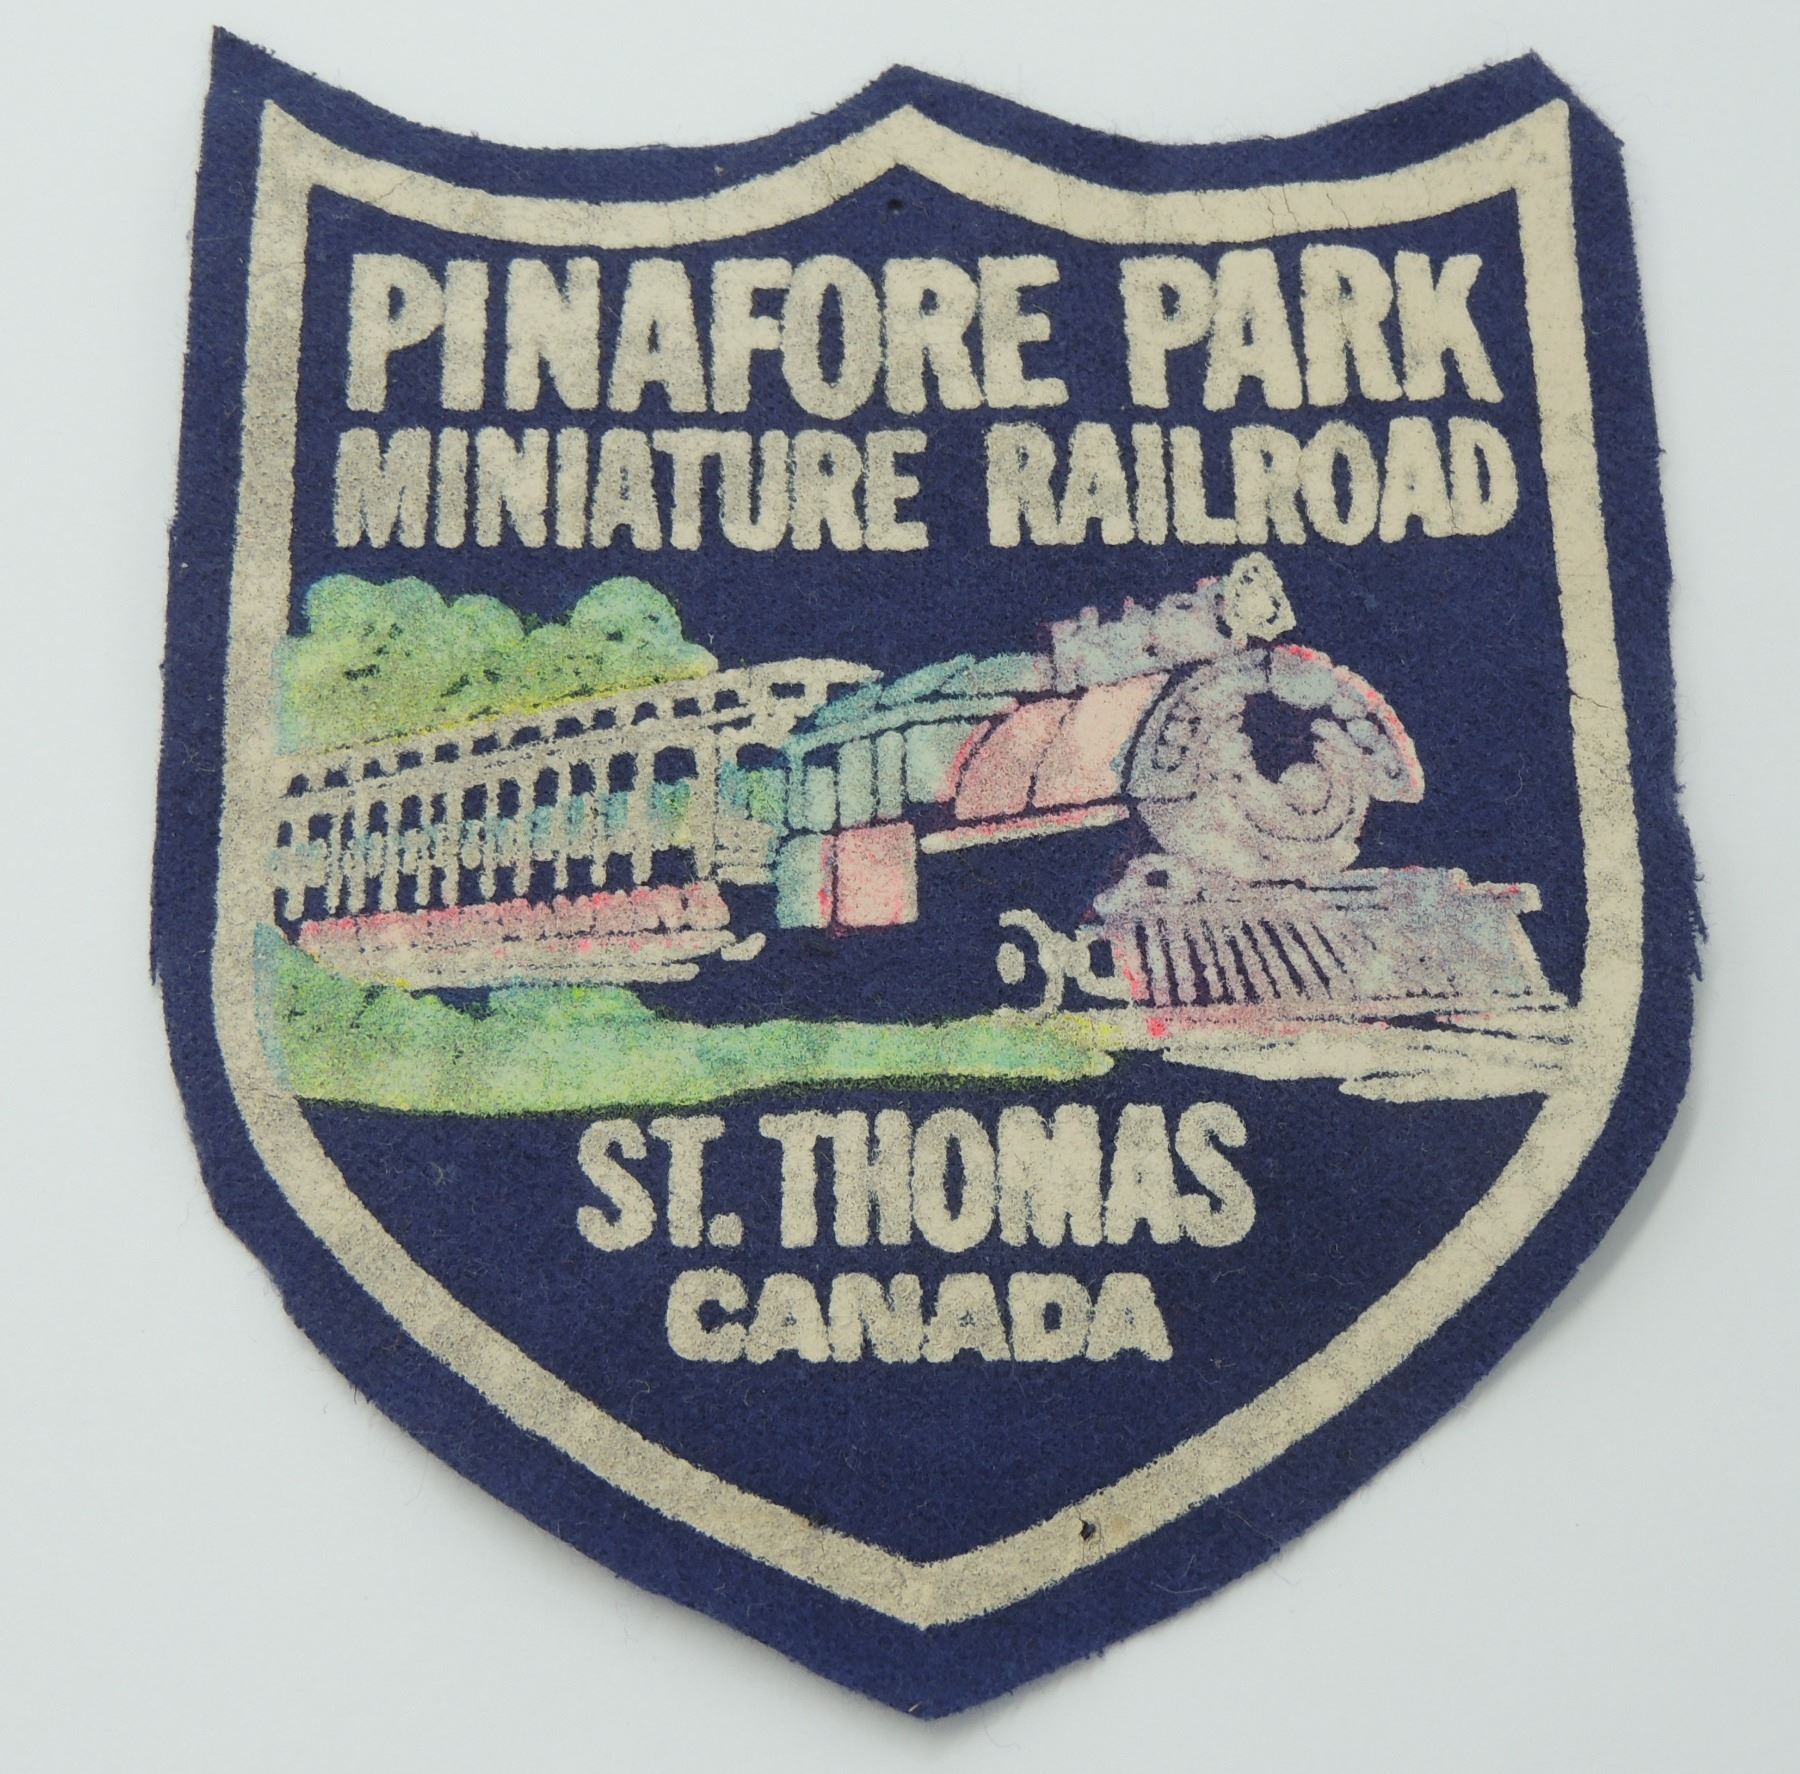 PINAFORE PARK
MINIATURE RAILROAD
ST. THOMAS
CANADA